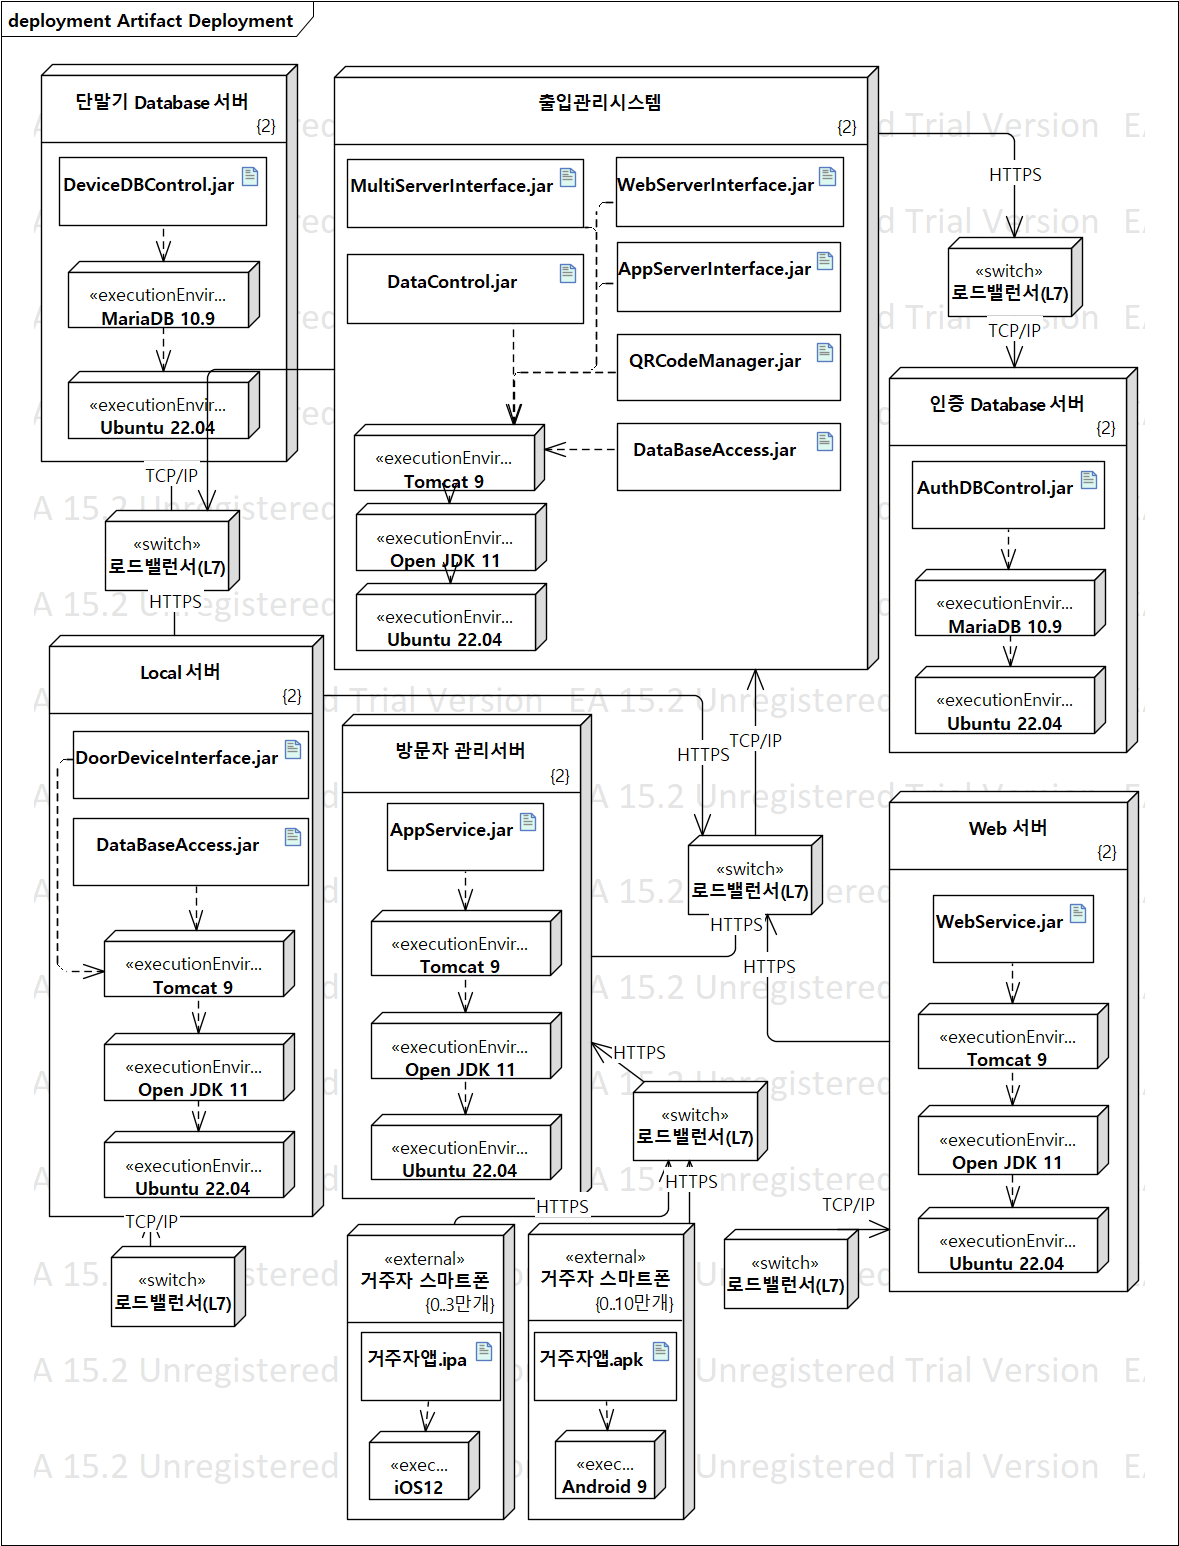 deployment Artifact Deployment
단말기 Database 서버
{2}
DeviceDBControl.jar
«executionEnvir...
MariaDB 10.9
«executionEnvir...
Ubuntu 22.04
TCP/IP
«switch»
로드밸런서(L7)
HTTPS
출입관리시스템
{2}
MultiServerInterface.jar
WebServerInterface.jar
DataControl.jar
AppServerInterface.jar
QRCodeManager.jar
DataBaseAccess.jar
«executionEnvir...
Tomcat 9
«executionEnvir...
Open JDK 11
«executionEnvir...
Ubuntu 22.04
HTTPS
«switch»
로드밸런서(L7)
TCP/IP
인증 Database 서버
{2}
AuthDBControl.jar
«executionEnvir...
MariaDB 10.9
«executionEnvir...
Ubuntu 22.04
Local 서버
{2}
DoorDeviceInterface.jar
DataBaseAccess.jar
«executionEnvir...
Tomcat 9
«executionEnvir...
Open JDK 11
«executionEnvir...
Ubuntu 22.04
TCP/IP
«switch»
로드밸런서(L7)
방문자 관리서버
{2}
AppService.jar
«executionEnvir...
Tomcat 9
«executionEnvir...
Open JDK 11
«executionEnvir...
Ubuntu 22.04
HTTPS
TCP/IP
«switch»
로드밸런서(L7)
HTTPS
HTTPS
Web 서버
{2}
WebService.jar
«executionEnvir...
Tomcat 9
«executionEnvir...
Open JDK 11
«executionEnvir...
Ubuntu 22.04
HTTPS
«switch»
로드밸런서(L7)
HTTPS
HTTPS
TCP/IP
«switch»
로드밸런서(L7)
«external»
거주자 스마트폰
{0..3만개}
거주자앱.ipa
«exec...
iOS12
«external»
거주자 스마트폰
{0..10만개}
거주자앱.apk
«exec...
Android 9
EA 15.2 Unregistered Trial Version